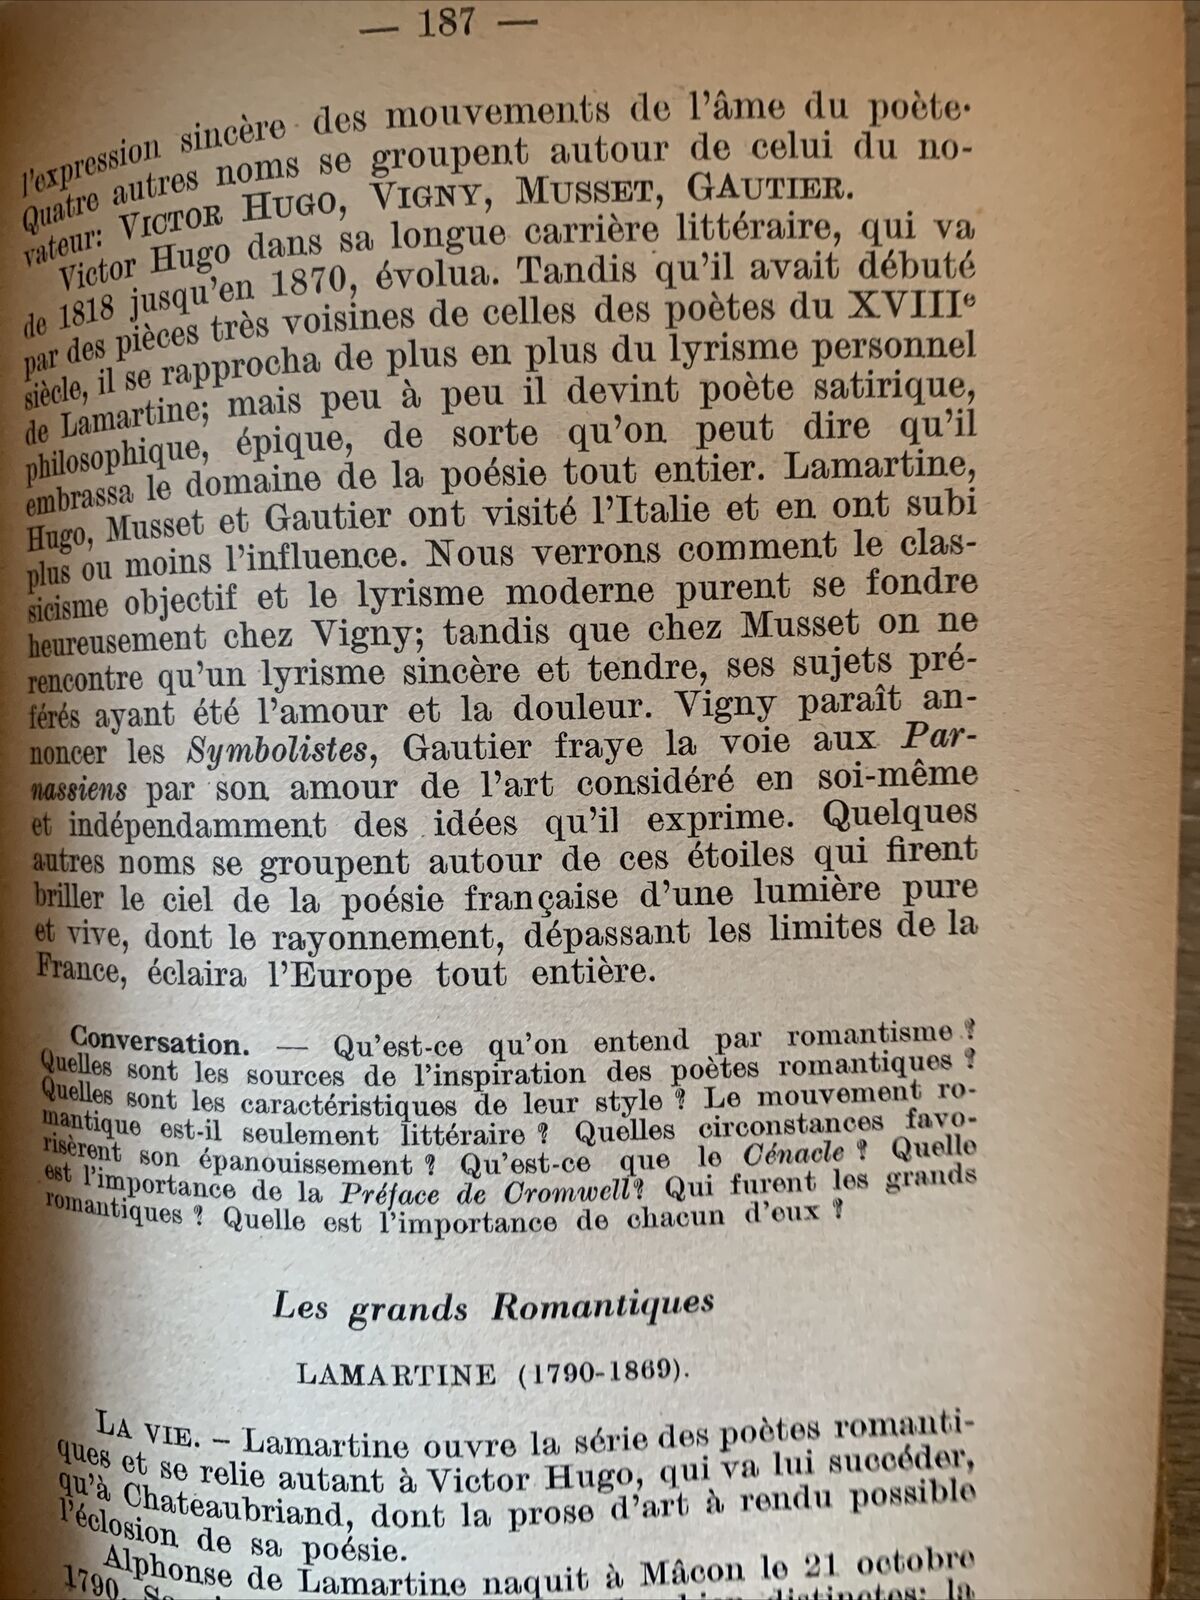 — 187 —
l'expression sincère des mouvements de l'âme du poète.
Quatre autres noms se groupent autour de celui du no-
vateur: VICTOR HUGO, VIGNY, MUSSET, GAUTIER.
Victor Hugo dans sa longue carrière littéraire, qui va
de 1818 jusqu'en 1870, évolua. Tandis qu'il avait débuté
par des pièces très voisines de celles des poètes du XVIIIe
siècle, il se rapprocha de plus en plus du lyrisme personnel
de Lamartine; mais peu à peu il devint poète satirique,
philosophique, épique, de sorte qu'on peut dire qu'il
embrassa le domaine de la poésie tout entier. Lamartine,
Hugo, Musset et Gautier ont visité l'Italie et en ont subi
plus ou moins l'influence. Nous verrons comment le clas-
sicisme objectif et le lyrisme moderne purent se fondre
heureusement chez Vigny; tandis que chez Musset on ne
rencontre qu'un lyrisme sincère et tendre, ses sujets pré-
férés ayant été l'amour et la douleur. Vigny paraît an-
noncer les Symbolistes, Gautier fraye la voie aux Par-
nassiens par son amour de l'art considéré en soi-même
et indépendamment des idées qu'il exprime. Quelques
autres noms se groupent autour de ces étoiles qui firent
briller le ciel de la poésie française d'une lumière pure
et vive, dont le rayonnement, dépassant les limites de la
France, éclaira l'Europe tout entière.
Conversation. — Qu'est-ce qu'on entend par romantisme ?
Quelles sont les sources de l'inspiration des poètes romantiques ?
Quelles sont les caractéristiques de leur style ? Le mouvement ro-
mantique est-il seulement littéraire ? Quelles circonstances favo-
risèrent son épanouissement ? Qu'est-ce que le Cénacle ? Quelle
est l'importance de la Préface de Cromwell? Qui furent les grands
romantiques ? Quelle est l'importance de chacun d'eux ?
Les grands Romantiques
LAMARTINE (1790-1869).
LA VIE. – Lamartine ouvre la série des poètes romanti-
ques et se relie autant à Victor Hugo, qui va lui succéder,
qu'à Chateaubriand, dont la prose d'art à rendu possible
l'éclosion de sa poésie.
Alphonse de Lamartine naquit à Mâcon le 21 octobre
1790. distinctes: la